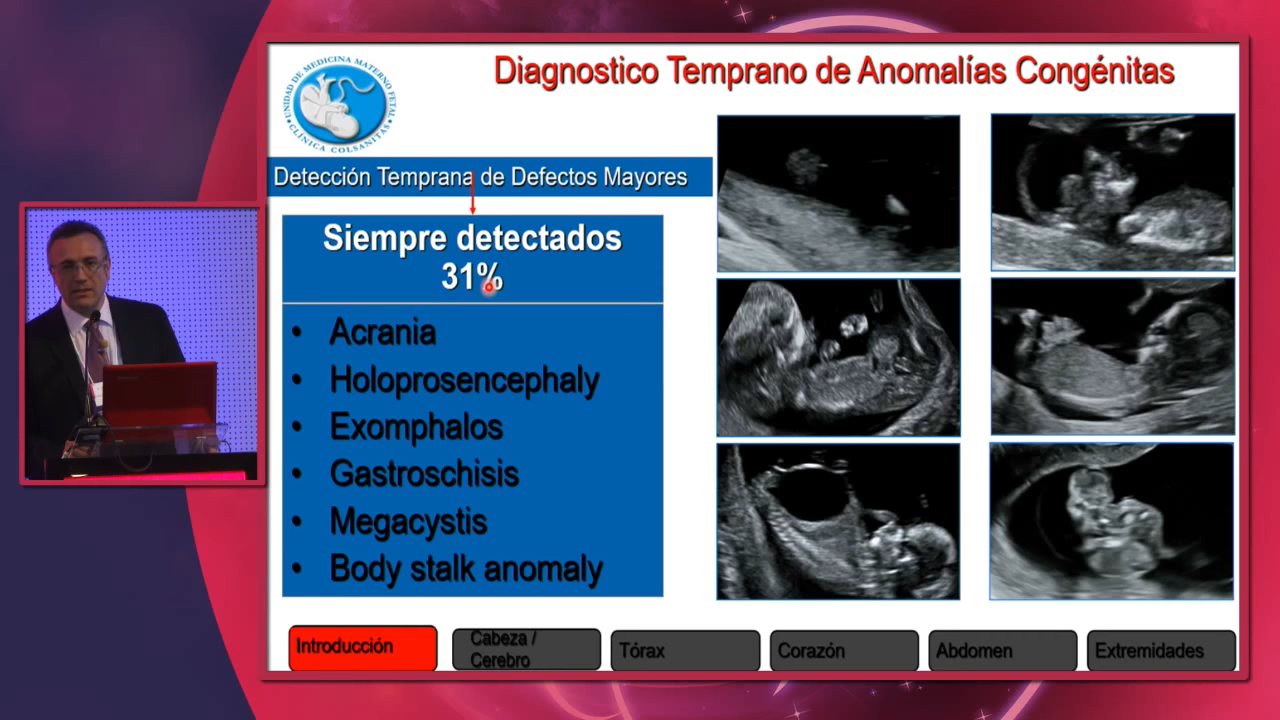 Diagnostico Temprano de Anomalías Congénitas
UNIDAD DE MEDICINA MATERNO FETAL
• CLÍNICA COLSANITAS •
Detección Temprana de Defectos Mayores
Siempre detectados
31%
• Acrania
• Holoprosencephaly
• Exomphalos
• Gastroschisis
• Megacystis
• Body stalk anomaly
Introducción
Cabeza /
Cerebro
Tórax
Corazón
Abdomen
Extremidades